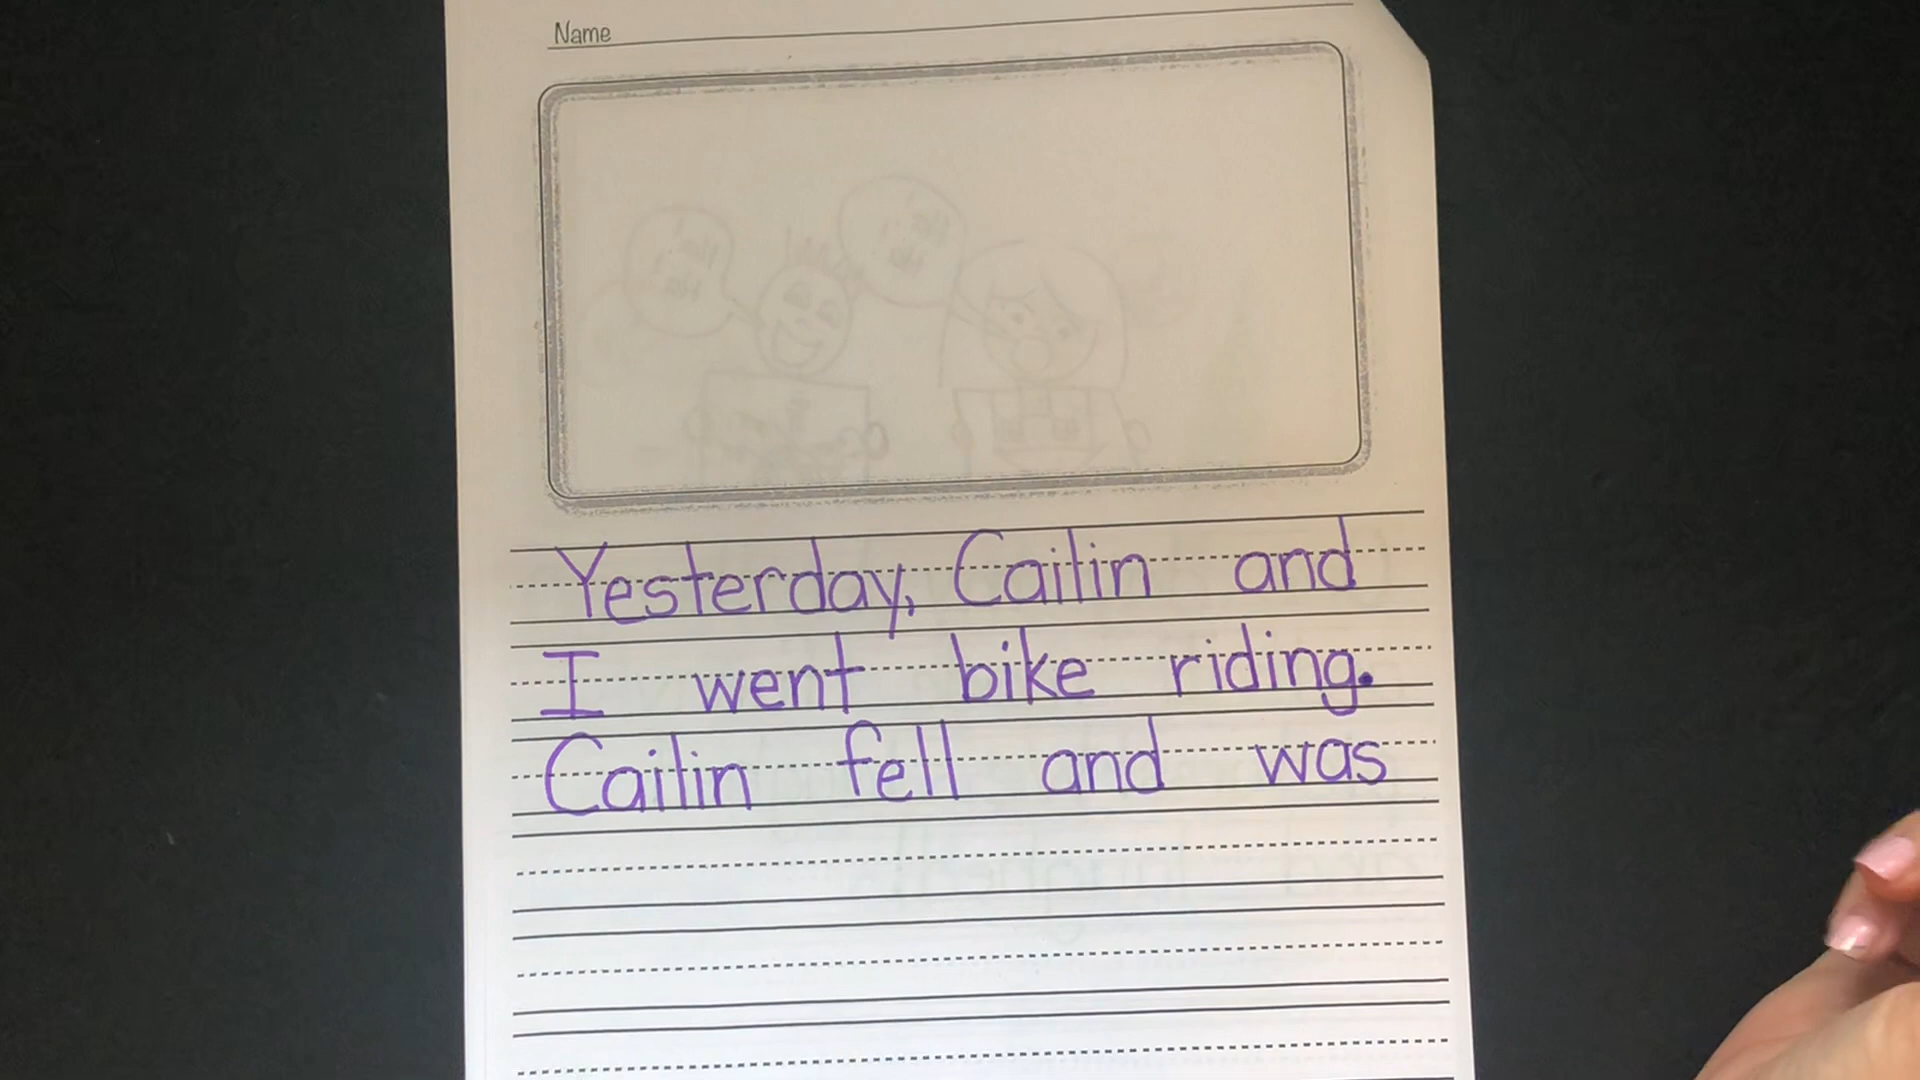 Name
Yesterday, Cailin and
I went bike riding.
Cailin fell and was